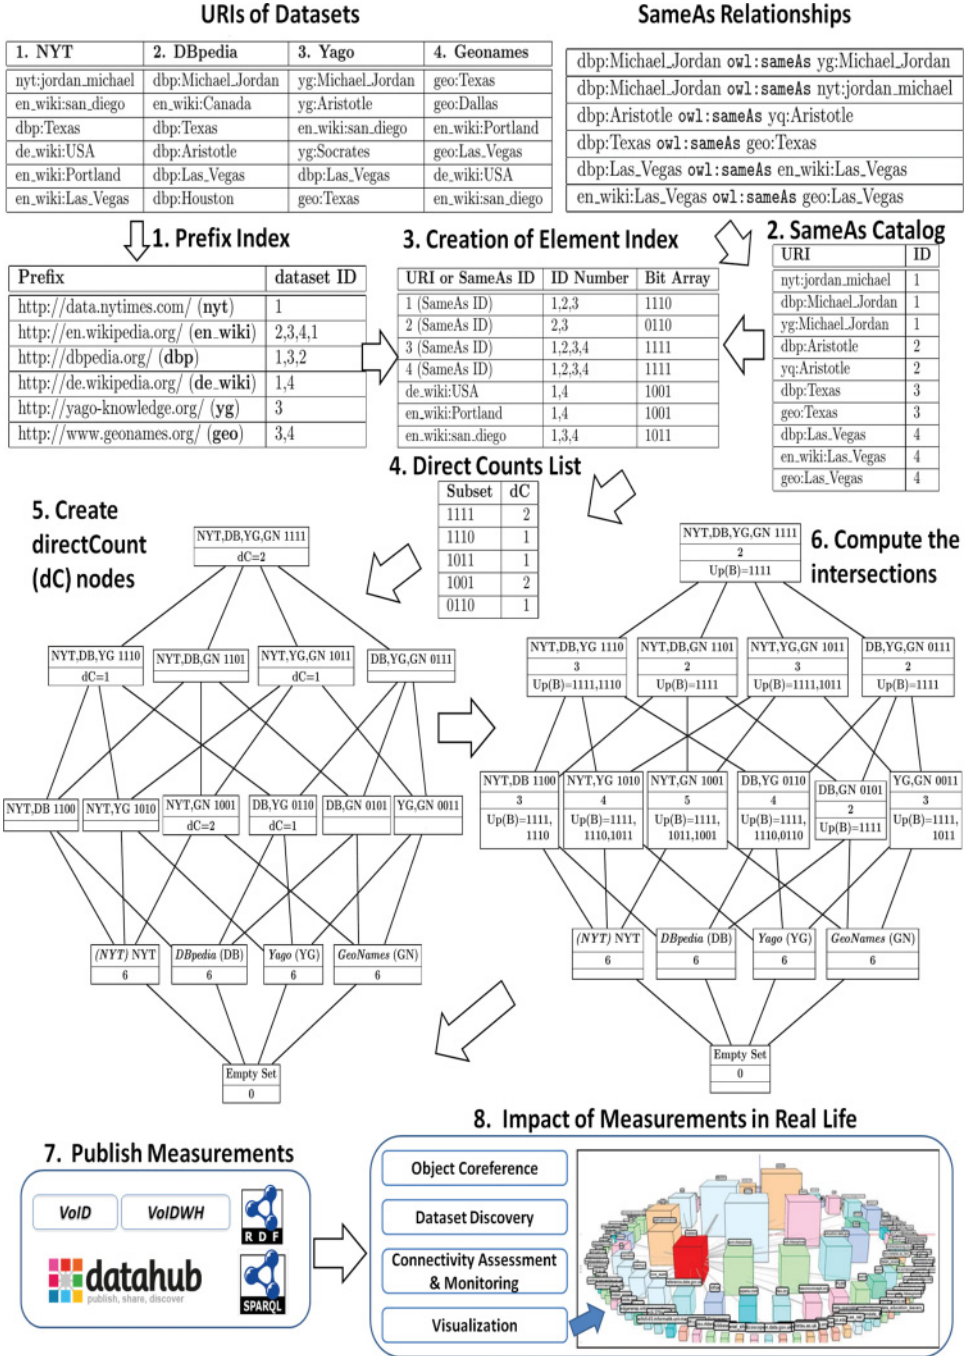 URIs of Datasets
1. NYT 2. DBpedia 3. Yago 4. Geonames
nyt:jordan_michael dbp:Michael_Jordan yg:Michael_Jordan geo:Texas
en_wiki:san_diego en_wiki:Canada yg:Aristotle geo:Dallas
dbp:Texas dbp:Texas en_wiki:san_diego en_wiki:Portland
de_wiki:USA dbp:Aristotle yg:Socrates geo:Las_Vegas
en_wiki:Portland dbp:Las_Vegas dbp:Las_Vegas de_wiki:USA
en_wiki:Las_Vegas dbp:Houston geo:Texas en_wiki:san_diego
SameAs Relationships
dbp:Michael_Jordan owl:sameAs yg:Michael_Jordan
dbp:Michael_Jordan owl:sameAs nyt:jordan_michael
dbp:Aristotle owl:sameAs yq:Aristotle
dbp:Texas owl:sameAs geo:Texas
dbp:Las_Vegas owl:sameAs en_wiki:Las_Vegas
en_wiki:Las_Vegas owl:sameAs geo:Las_Vegas
1. Prefix Index
Prefix dataset ID
http://data.nytimes.com/ (nyt) 1
http://en.wikipedia.org/ (en_wiki) 2,3,4,1
http://dbpedia.org/ (dbp) 1,3,2
http://de.wikipedia.org/ (de_wiki) 1,4
http://yago-knowledge.org/ (yg) 3
http://www.geonames.org/ (geo) 3,4
3. Creation of Element Index
URI or SameAs ID ID Number Bit Array
1 (SameAs ID) 1,2,3 1110
2 (SameAs ID) 2,3 0110
3 (SameAs ID) 1,2,3,4 1111
4 (SameAs ID) 1,2,3,4 1111
de_wiki:USA 1,4 1001
en_wiki:Portland 1,4 1001
en_wiki:san_diego 1,3,4 1011
2. SameAs Catalog
URI ID
nyt:jordan_michael 1
dbp:Michael_Jordan 1
yg:Michael_Jordan 1
dbp:Aristotle 2
yq:Aristotle 2
dbp:Texas 3
geo:Texas 3
dbp:Las_Vegas 4
en_wiki:Las_Vegas 4
geo:Las_Vegas 4
4. Direct Counts List
Subset dC
1111 2
1110 1
1011 1
1001 2
0110 1
5. Create
directCount
(dC) nodes
NYT,DB,YG,GN 1111
dC=2
NYT,DB,YG 1110
dC=1
NYT,DB,GN 1101
NYT,YG,GN 1011
dC=1
DB,YG,GN 0111
NYT,DB 1100
NYT,YG 1010
NYT,GN 1001
dC=2
DB,YG 0110
dC=1
DB,GN 0101
YG,GN 0011
(NYT) NYT
6
DBpedia (DB)
6
Yago (YG)
6
GeoNames (GN)
6
Empty Set
0
6. Compute the
intersections
NYT,DB,YG,GN 1111
2
Up(B)=1111
NYT,DB,YG 1110
3
Up(B)=1111,1110
NYT,DB,GN 1101
2
Up(B)=1111
NYT,YG,GN 1011
3
Up(B)=1111,1011
DB,YG,GN 0111
2
Up(B)=1111
NYT,DB 1100
3
Up(B)=1111,
1110
NYT,YG 1010
4
Up(B)=1111,
1110,1011
NYT,GN 1001
5
Up(B)=1111,
1011,1001
DB,YG 0110
4
Up(B)=1111,
1110,0110
DB,GN 0101
2
Up(B)=1111
YG,GN 0011
3
Up(B)=1111,
1011
(NYT) NYT
6
DBpedia (DB)
6
Yago (YG)
6
GeoNames (GN)
6
Empty Set
0
7. Publish Measurements
VoID
VoIDWH
RDF
datahub
publish, share, discover
SPARQL
8. Impact of Measurements in Real Life
Object Coreference
Dataset Discovery
Connectivity Assessment
& Monitoring
Visualization